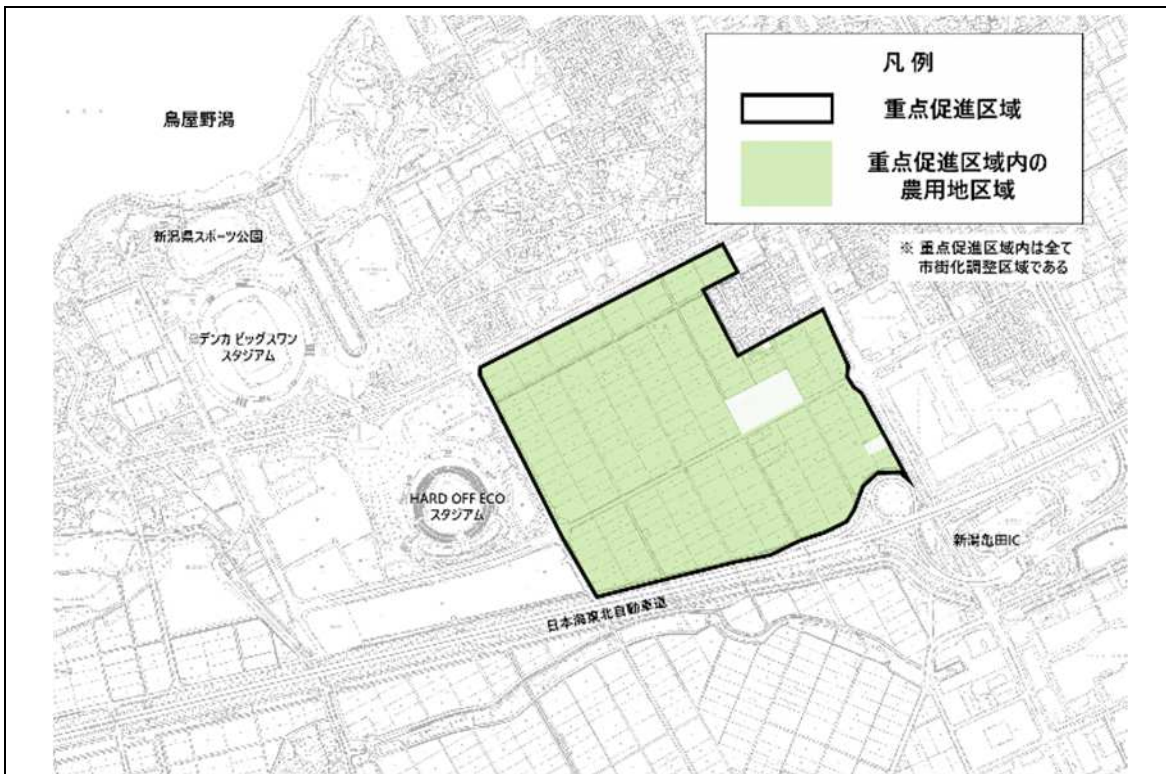 凡例
重点促進区域
重点促進区域内の
農用地区域
※ 重点促進区域内は全て
市街化調整区域である
鳥屋野潟
新潟県スポーツ公園
デンカ ビッグスワン
スタジアム
HARD OFF ECO
スタジアム
新潟亀田IC
日本海東北自動車道